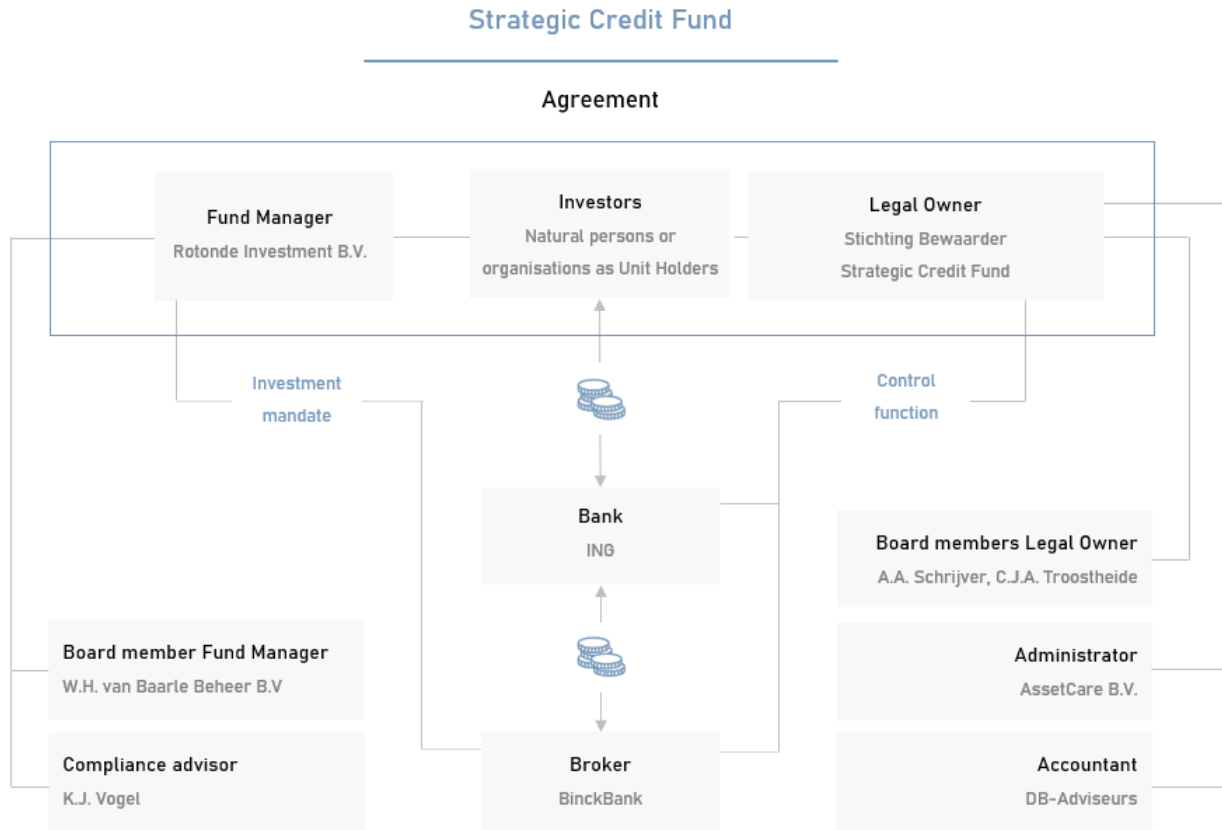 Strategic Credit Fund
Agreement
Fund Manager
Rotonde Investment B.V.
Investors
Natural persons or
organisations as Unit Holders
Legal Owner
Stichting Bewaarder
Strategic Credit Fund
Investment
mandate
Control
function
Bank
ING
Board members Legal Owner
A.A. Schrijver, C.J.A. Troostheide
Board member Fund Manager
W.H. van Baarle Beheer B.V
Administrator
AssetCare B.V.
Compliance advisor
K.J. Vogel
Broker
BinckBank
Accountant
DB-Adviseurs